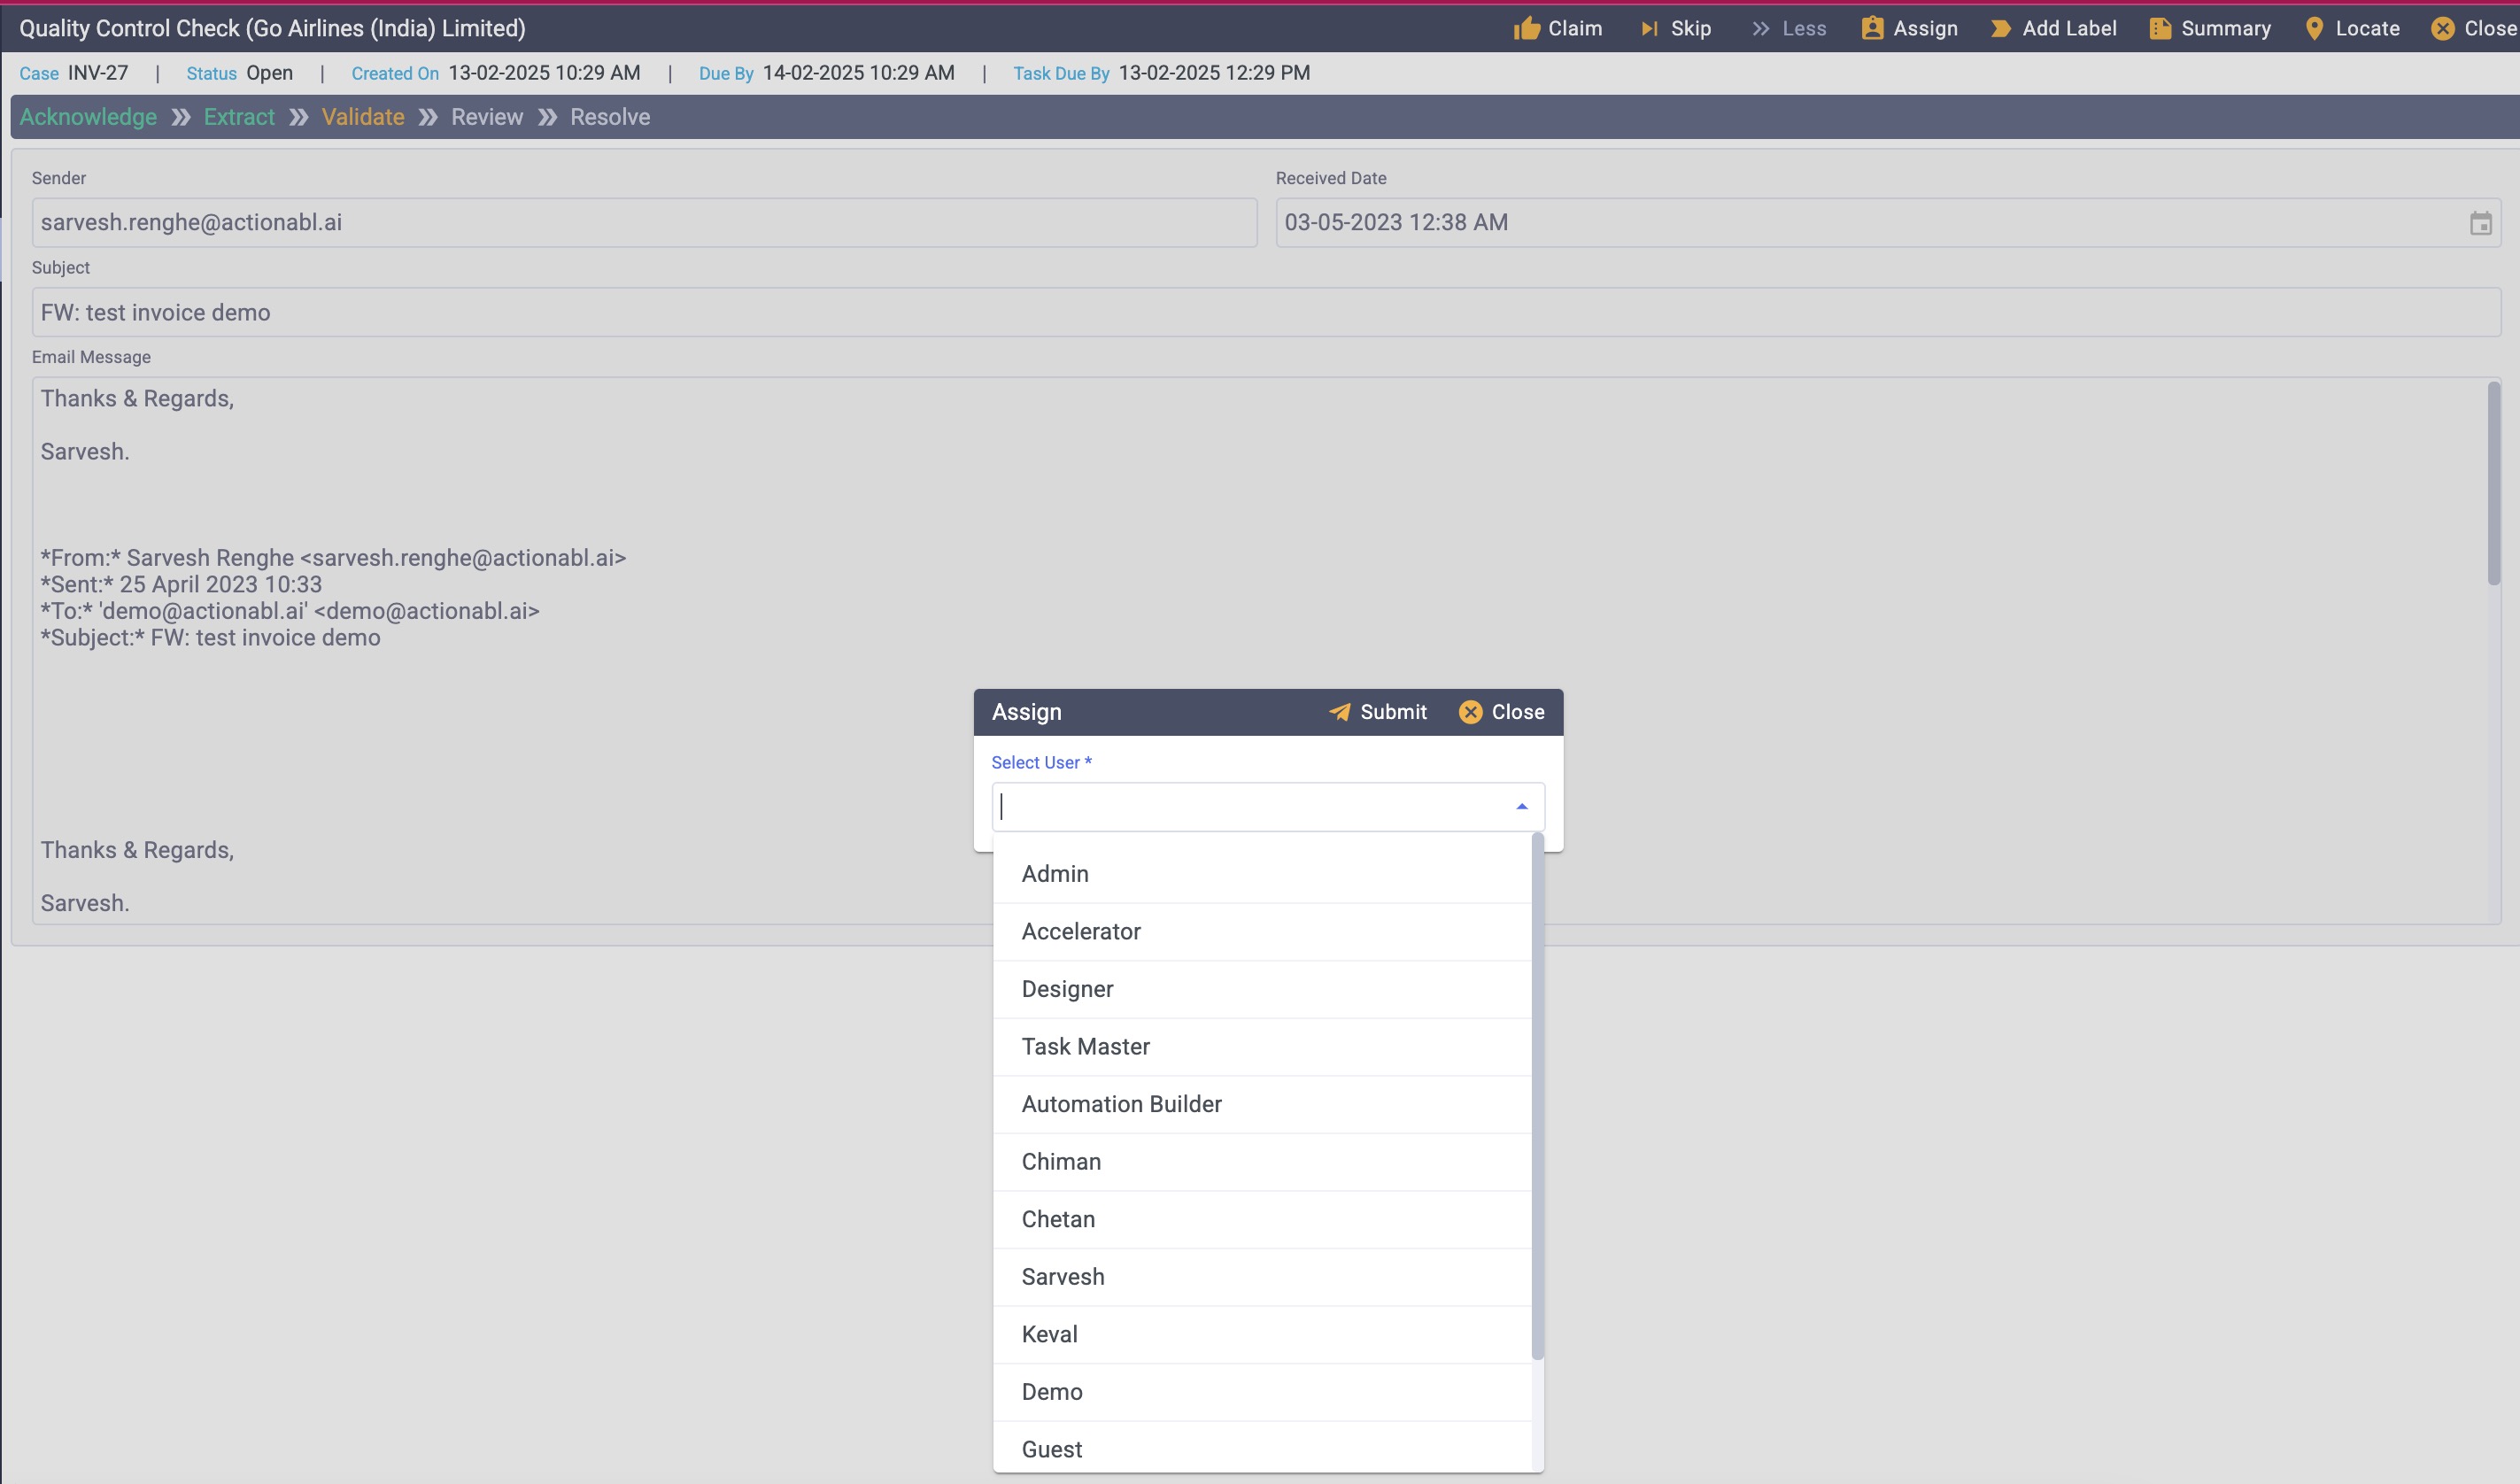 Quality Control Check (Go Airlines (India) Limited) Claim Skip Less Assign Add Label Summary Locate Close
Case INV-27 | Status Open | Created On 13-02-2025 10:29 AM | Due By 14-02-2025 10:29 AM | Task Due By 13-02-2025 12:29 PM
Acknowledge Extract Validate Review Resolve
Sender Received Date
sarvesh.renghe@actionabl.ai 03-05-2023 12:38 AM
Subject
FW: test invoice demo
Email Message
Thanks & Regards,
Sarvesh.
*From:* Sarvesh Renghe <sarvesh.renghe@actionabl.ai>
*Sent:* 25 April 2023 10:33
*To:* 'demo@actionabl.ai' <demo@actionabl.ai>
*Subject:* FW: test invoice demo
Thanks & Regards,
Sarvesh.
Assign Submit Close
Select User *
Admin
Accelerator
Designer
Task Master
Automation Builder
Chiman
Chetan
Sarvesh
Keval
Demo
Guest